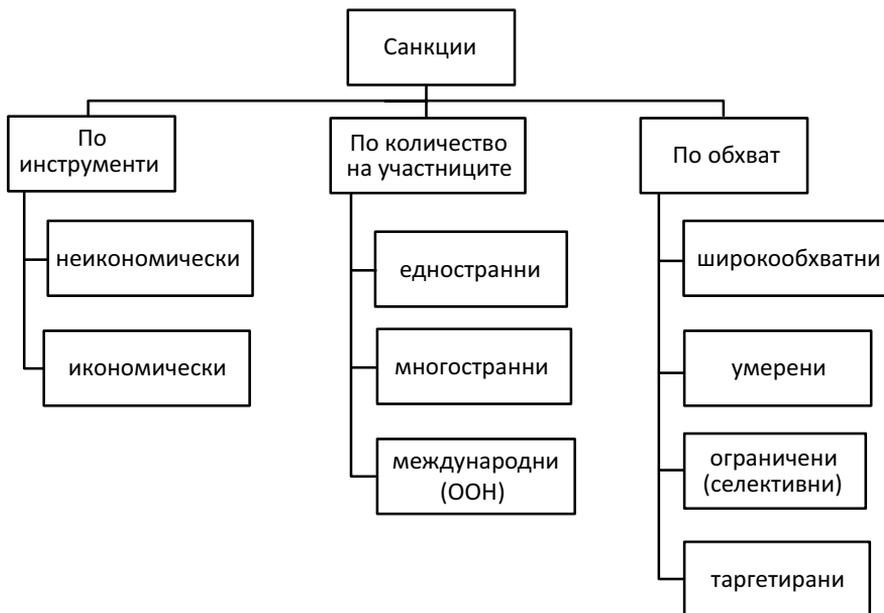 Санкции
По
инструменти
неикономически
икономически
По количество
на участниците
едностранни
многостранни
международни
(ООН)
По обхват
широкообхватни
умерени
ограничени
(селективни)
таргетирани